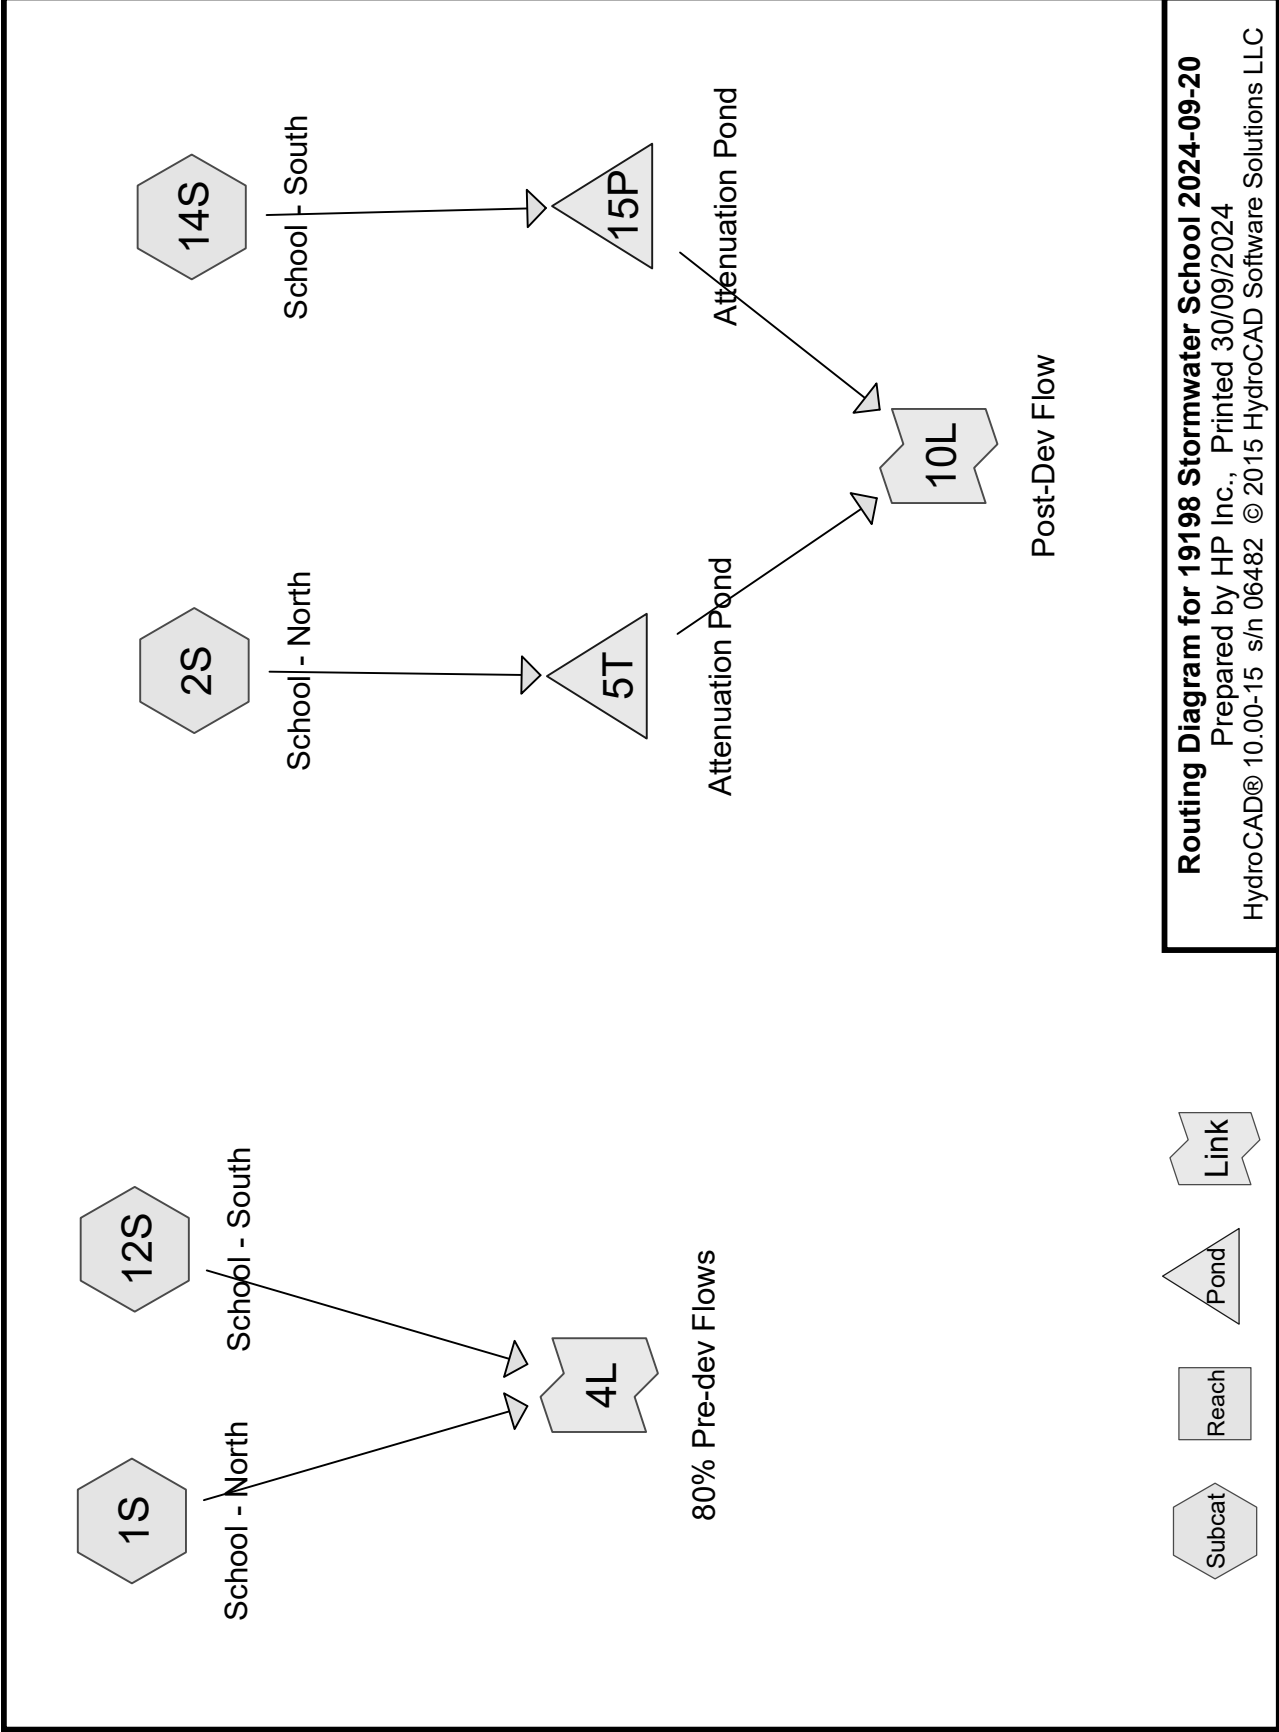 1S
School - North
12S
School - South
4L
80% Pre-dev Flows
2S
School - North
14S
School - South
5T
Attenuation Pond
15P
Attenuation Pond
10L
Post-Dev Flow
Subcat
Reach
Pond
Link
Routing Diagram for 19198 Stormwater School 2024-09-20
Prepared by HP Inc., Printed 30/09/2024
HydroCAD® 10.00-15 s/n 06482 © 2015 HydroCAD Software Solutions LLC